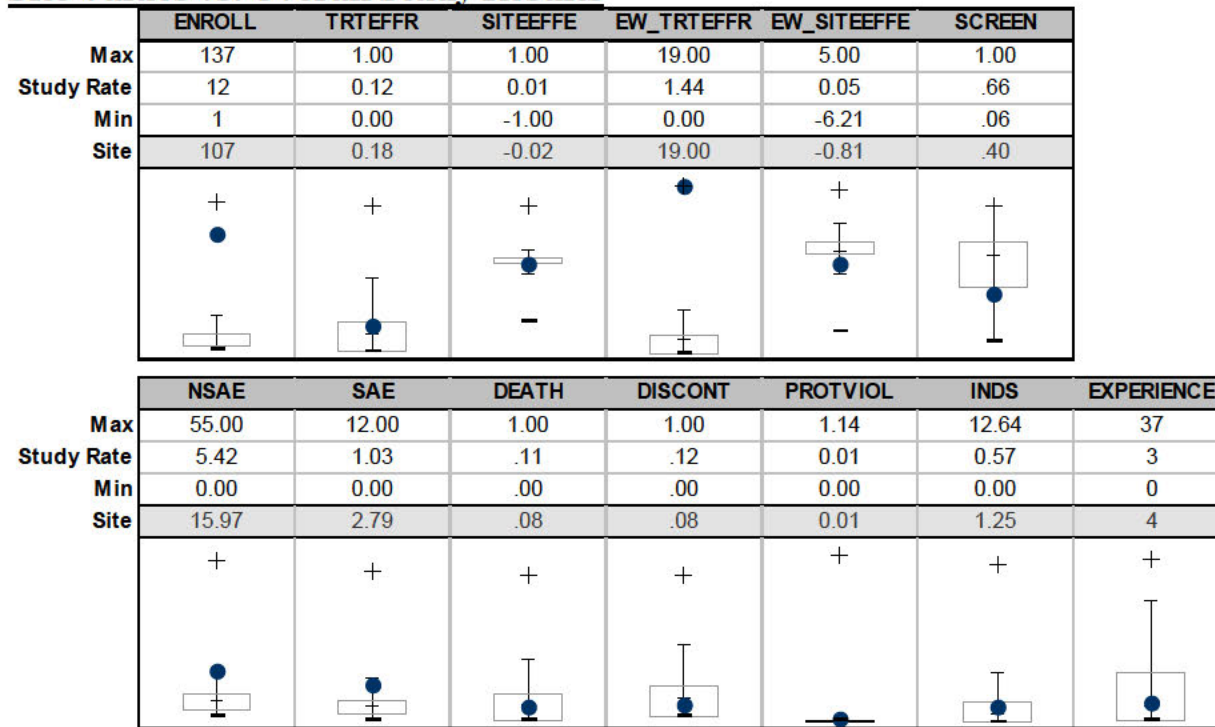 ENROLL TRTEFFR SITEEFFE EW_TRTEFFR EW_SITEEFFE SCREEN
Max 137 1.00 1.00 19.00 5.00 1.00
Study Rate 12 0.12 0.01 1.44 0.05 .66
Min 1 0.00 -1.00 0.00 -6.21 .06
Site 107 0.18 -0.02 19.00 -0.81 .40
NSAE SAE DEATH DISCONT PROTVIOL INDS EXPERIENCE
Max 55.00 12.00 1.00 1.00 1.14 12.64 37
Study Rate 5.42 1.03 .11 .12 0.01 0.57 3
Min 0.00 0.00 .00 .00 0.00 0.00 0
Site 15.97 2.79 .08 .08 0.01 1.25 4